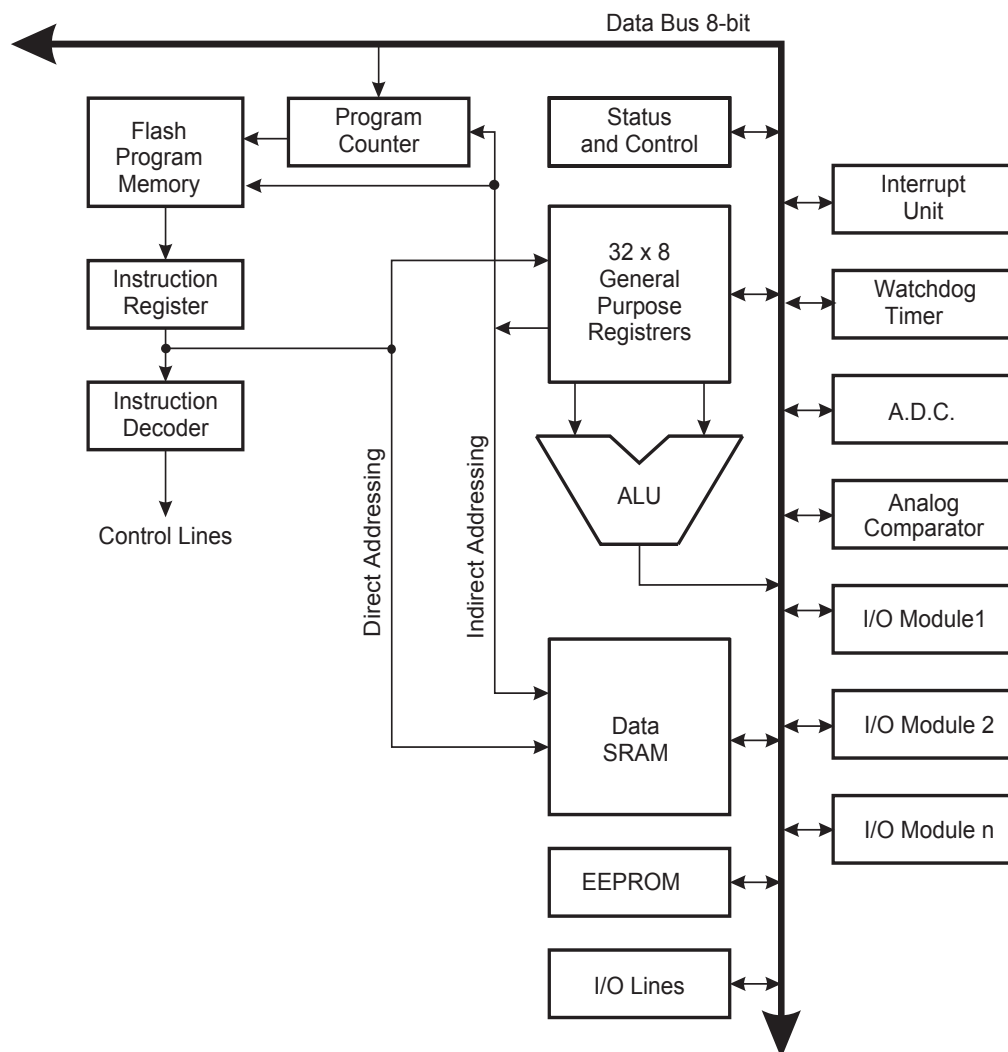 Data Bus 8-bit
Flash
Program
Memory
Program
Counter
Status
and Control
Interrupt
Unit
32 x 8
General
Purpose
Registrers
Instruction
Register
Watchdog
Timer
Instruction
Decoder
A.D.C.
Control Lines
Direct Addressing
Indirect Addressing
ALU
Analog
Comparator
I/O Module1
Data
SRAM
I/O Module 2
I/O Module n
EEPROM
I/O Lines